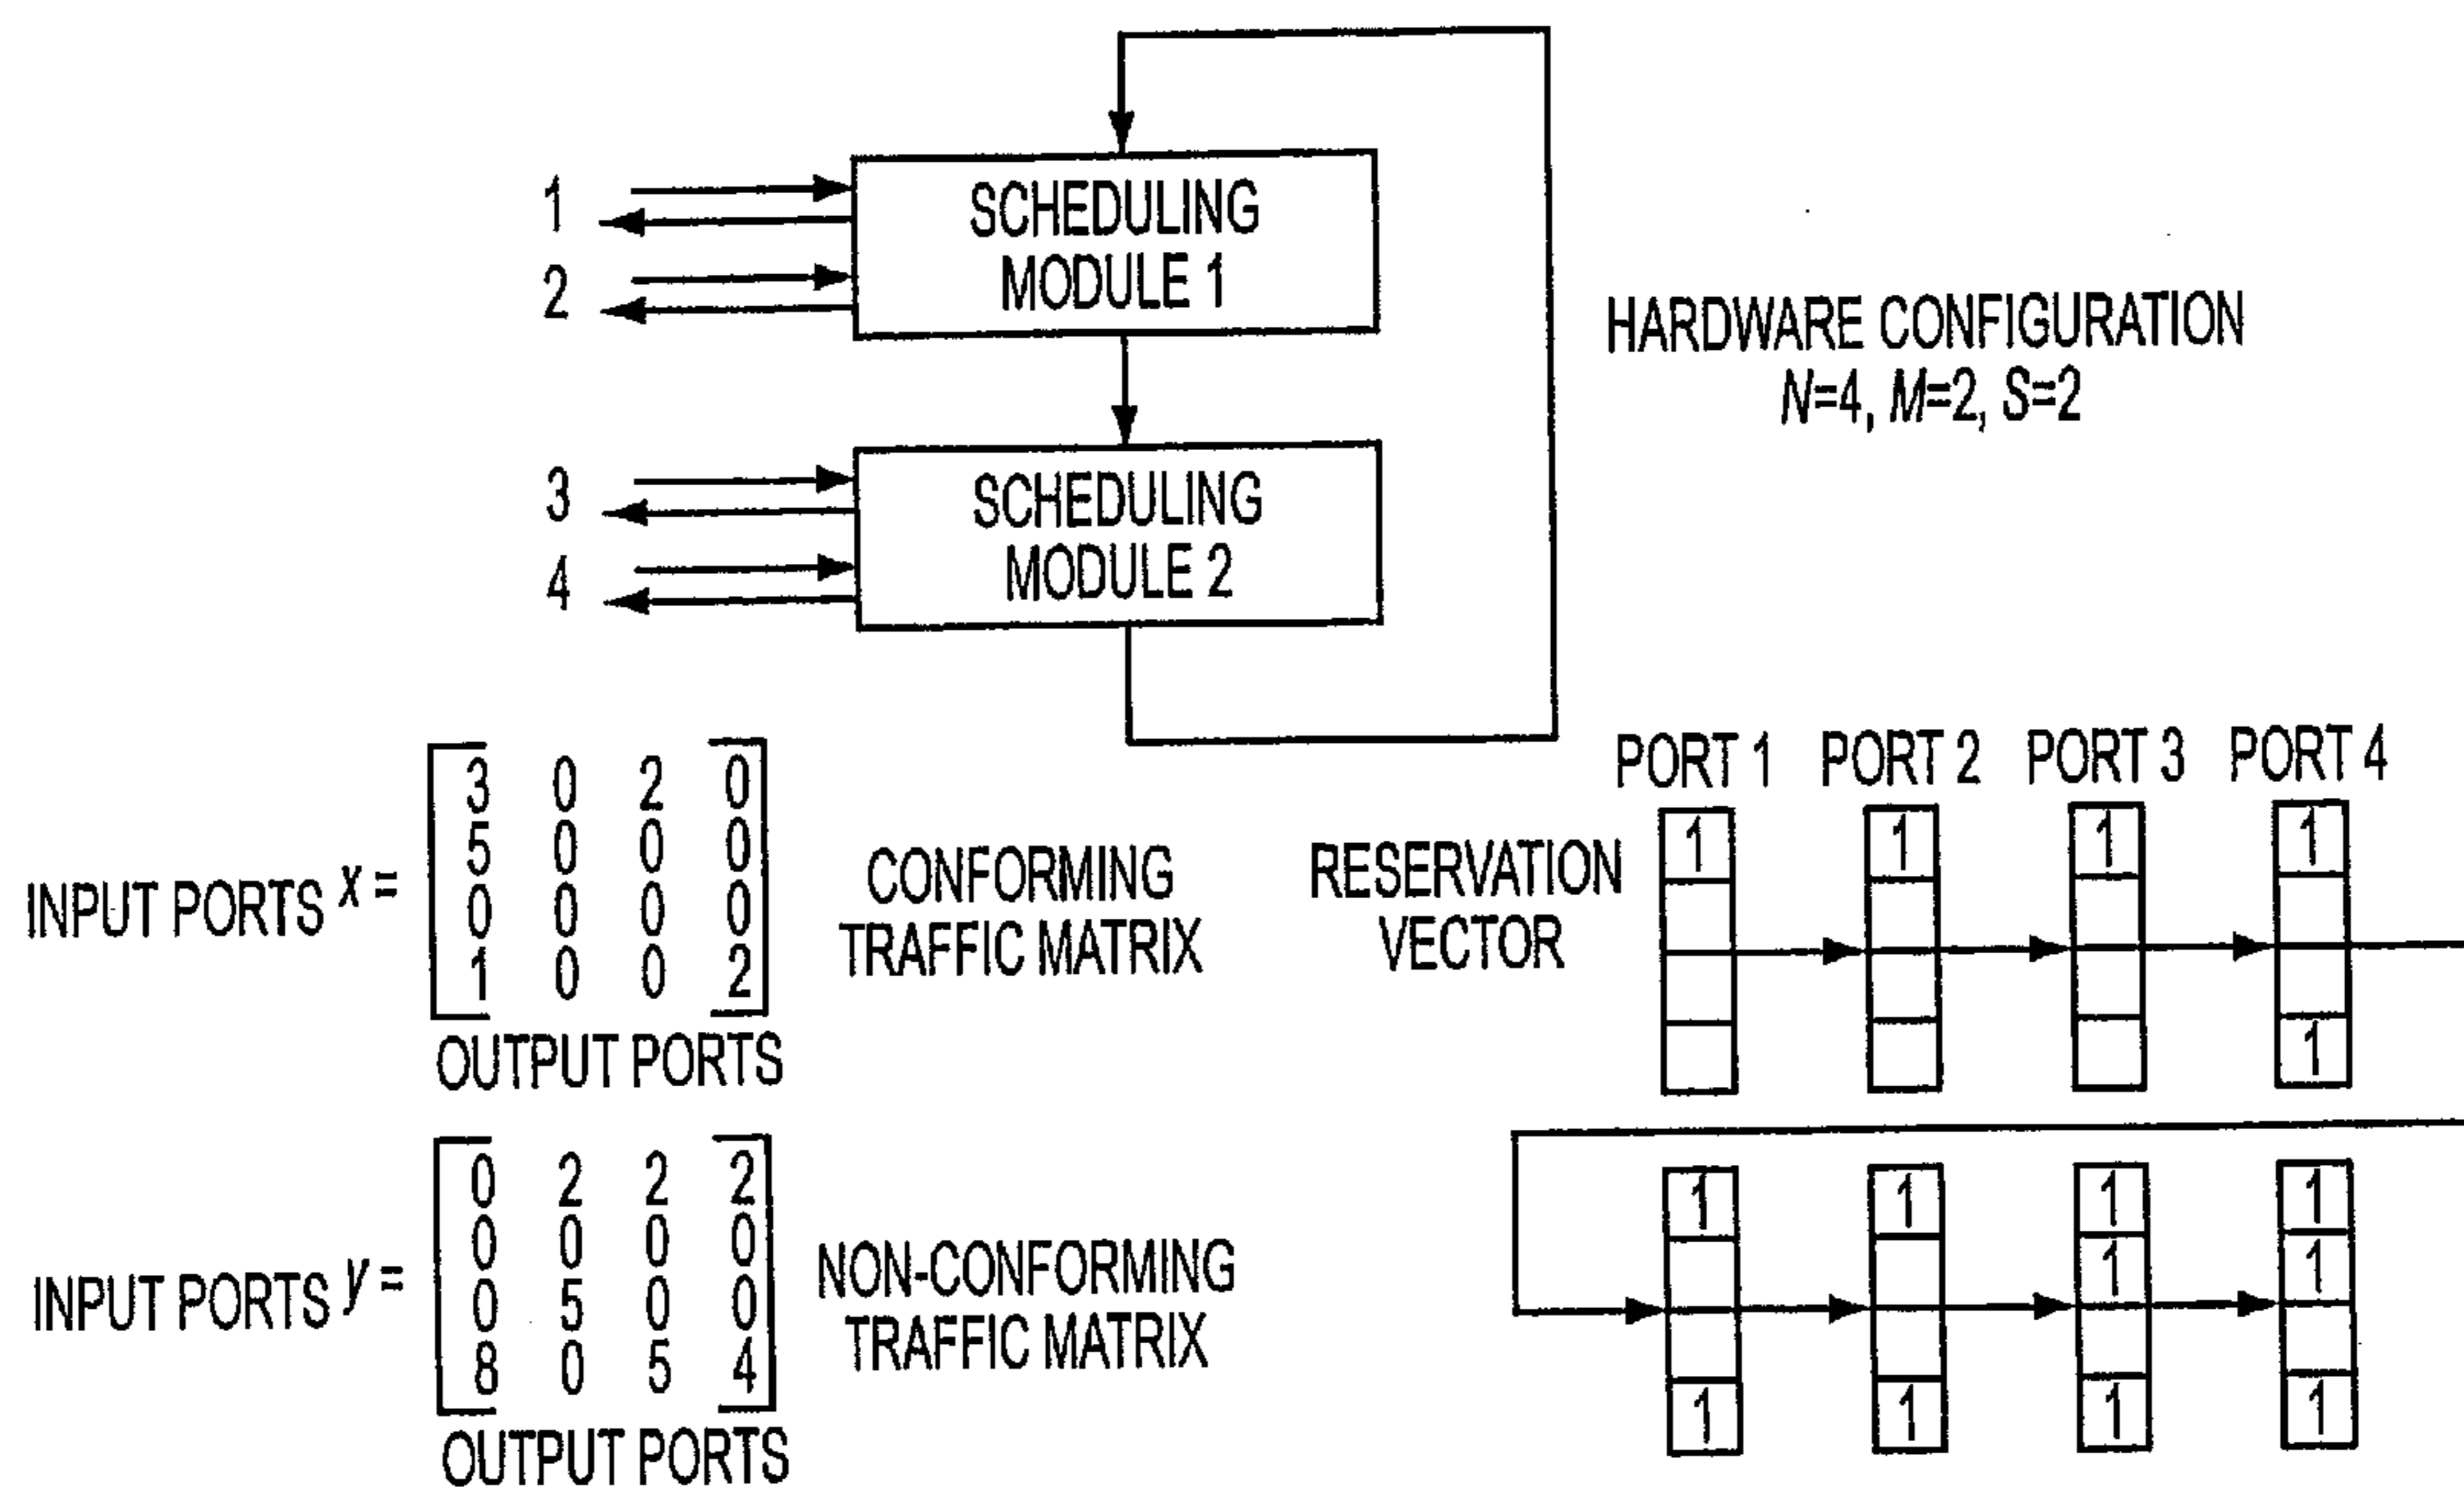 1
2
SCHEDULING
MODULE 1
HARDWARE CONFIGURATION
N=4, M=2, S=2
3
4
SCHEDULING
MODULE 2
INPUT PORTS x =
3 0 2 0
5 0 0 0
0 0 0 0
1 0 0 2
OUTPUT PORTS
CONFORMING
TRAFFIC MATRIX
INPUT PORTS y =
0 2 2 2
0 0 0 0
0 5 0 0
8 0 5 4
OUTPUT PORTS
NON-CONFORMING
TRAFFIC MATRIX
RESERVATION
VECTOR
PORT 1 PORT 2 PORT 3 PORT 4
1 1 1 1
1
1 1 1 1
1 1
1 1 1 1